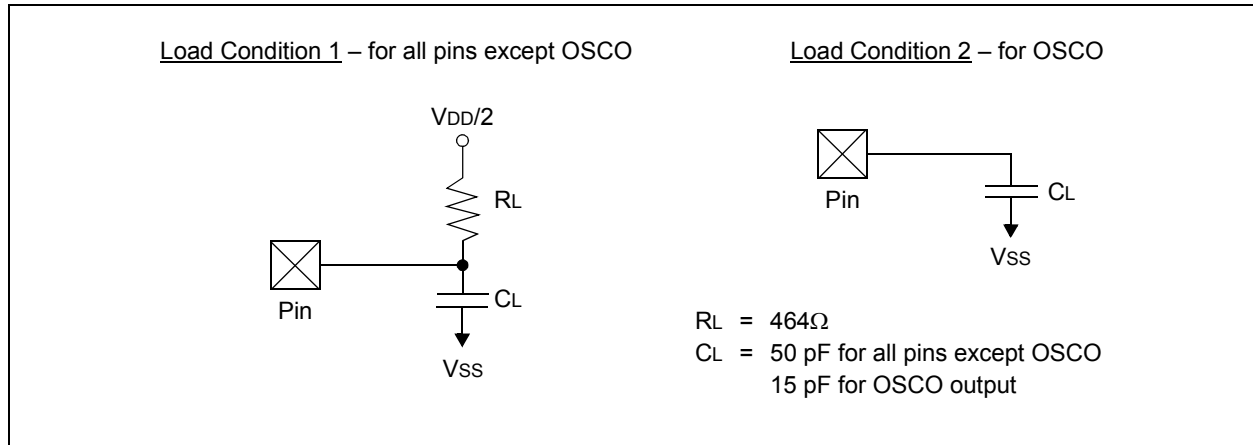 Load Condition 1 – for all pins except OSCO
VDD/2
RL
Pin
CL
VSS
Load Condition 2 – for OSCO
Pin
CL
VSS
RL = 464Ω
CL = 50 pF for all pins except OSCO
15 pF for OSCO output